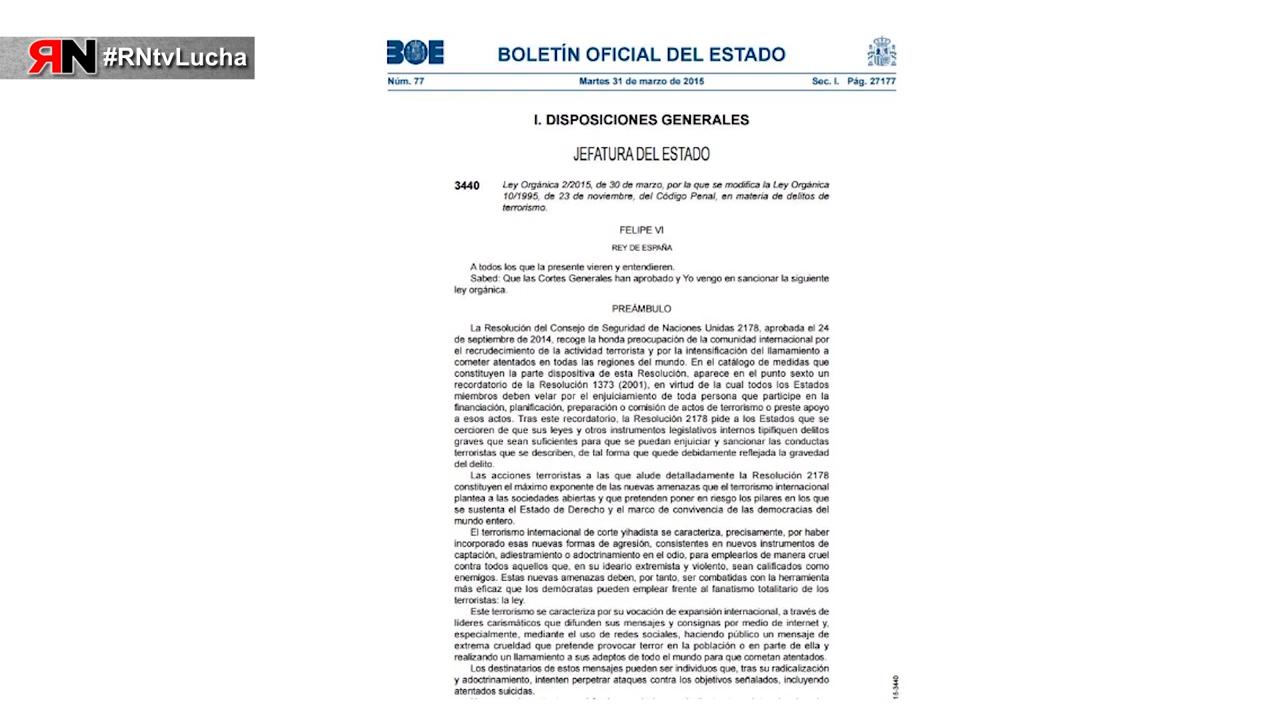 RN #RNtvLucha
BOE BOLETÍN OFICIAL DEL ESTADO
Núm. 77 Martes 31 de marzo de 2015 Sec. I. Pág. 27177
I. DISPOSICIONES GENERALES
JEFATURA DEL ESTADO
3440 Ley Orgánica 2/2015, de 30 de marzo, por la que se modifica la Ley Orgánica
10/1995, de 23 de noviembre, del Código Penal, en materia de delitos de
terrorismo.
FELIPE VI
REY DE ESPAÑA
A todos los que la presente vieren y entendieren.
Sabed: Que las Cortes Generales han aprobado y Yo vengo en sancionar la siguiente
ley orgánica.
PREÁMBULO
La Resolución del Consejo de Seguridad de Naciones Unidas 2178, aprobada el 24
de septiembre de 2014, recoge la honda preocupación de la comunidad internacional por
el recrudecimiento de la actividad terrorista y por la intensificación del llamamiento a
cometer atentados en todas las regiones del mundo. En el catálogo de medidas que
constituyen la parte dispositiva de esta Resolución, aparece en el punto sexto un
recordatorio de la Resolución 1373 (2001), en virtud de la cual todos los Estados
miembros deben velar por el enjuiciamiento de toda persona que participe en la
financiación, planificación, preparación o comisión de actos de terrorismo o preste apoyo
a esos actos. Tras este recordatorio, la Resolución 2178 pide a los Estados que se
cercioren de que sus leyes y otros instrumentos legislativos internos tipifiquen delitos
graves que sean suficientes para que se puedan enjuiciar y sancionar las conductas
terroristas que se describen, de tal forma que quede debidamente reflejada la gravedad
del delito.
Las acciones terroristas a las que alude detalladamente la Resolución 2178
constituyen el máximo exponente de las nuevas amenazas que el terrorismo internacional
plantea a las sociedades abiertas y que pretenden poner en riesgo los pilares en los que
se sustenta el Estado de Derecho y el marco de convivencia de las democracias del
mundo entero.
El terrorismo internacional de corte yihadista se caracteriza, precisamente, por haber
incorporado esas nuevas formas de agresión, consistentes en nuevos instrumentos de
captación, adiestramiento o adoctrinamiento en el odio, para emplearlos de manera cruel
contra todos aquellos que, en su ideario extremista y violento, sean calificados como
enemigos. Estas nuevas amenazas deben, por tanto, ser combatidas con la herramienta
más eficaz que los demócratas pueden emplear frente al fanatismo totalitario de los
terroristas: la ley.
Este terrorismo se caracteriza por su vocación de expansión internacional, a través de
líderes carismáticos que difunden sus mensajes y consignas por medio de internet y,
especialmente, mediante el uso de redes sociales, haciendo público un mensaje de
extrema crueldad que pretende provocar terror en la población o en parte de ella y
realizando un llamamiento a sus adeptos de todo el mundo para que cometan atentados.
Los destinatarios de estos mensajes pueden ser individuos que, tras su radicalización
y adoctrinamiento, intenten perpetrar ataques contra los objetivos señalados, incluyendo
atentados suicidas.
15-3440